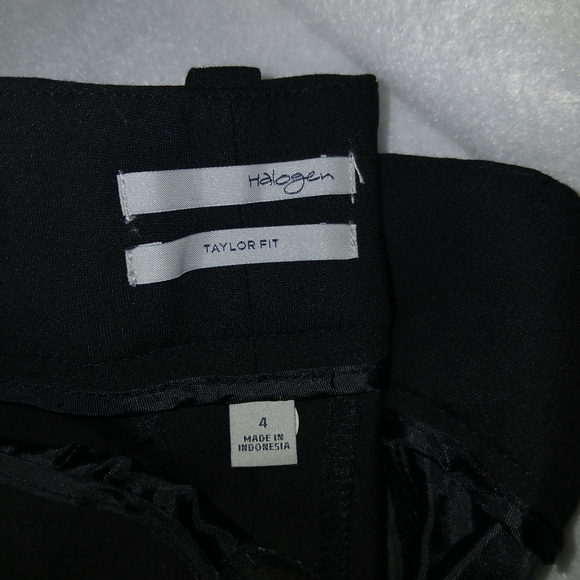 Halogen
TAYLOR FIT
4
MADE IN
INDONESIA